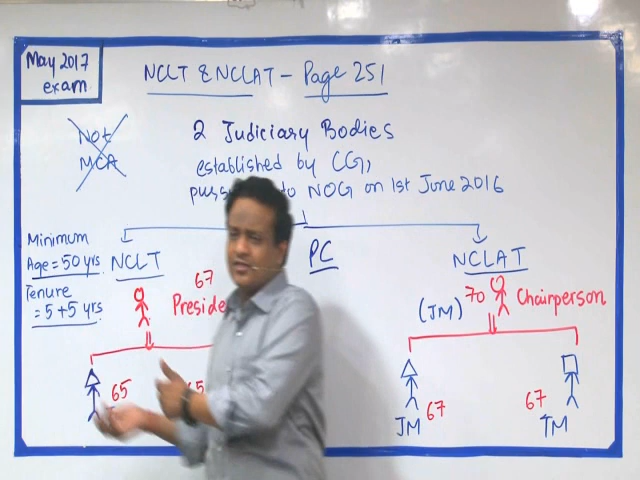 May 2017
exam
NCLT & NCLAT - Page 251
Not
MCA
2 Judiciary Bodies
established by CG,
to NOG on 1st June 2016
Minimum
Age = 50 yrs
Tenure
= 5+5 yrs
NCLT
PC
NCLAT
67
70
(JM)
Chairperson
65
67
67
JM
TM